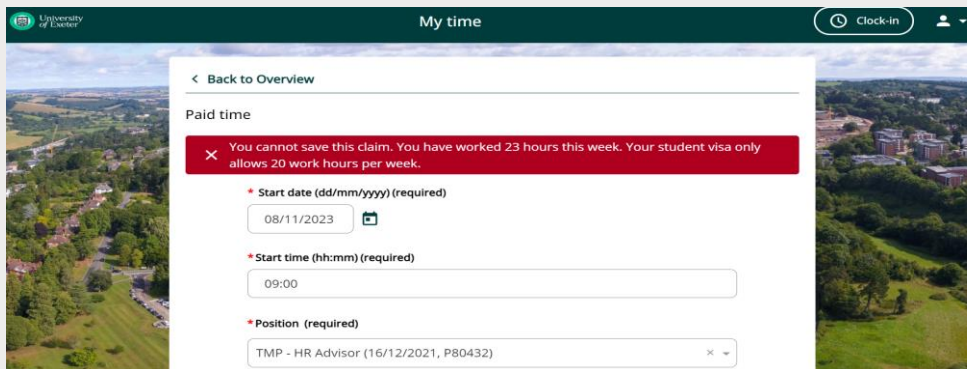 University
of Exeter
My time
Clock-in
< Back to Overview
Paid time
You cannot save this claim. You have worked 23 hours this week. Your student visa only
allows 20 work hours per week.
* Start date (dd/mm/yyyy) (required)
08/11/2023
*Start time (hh:mm) (required)
09:00
*Position (required)
TMP - HR Advisor (16/12/2021, P80432)